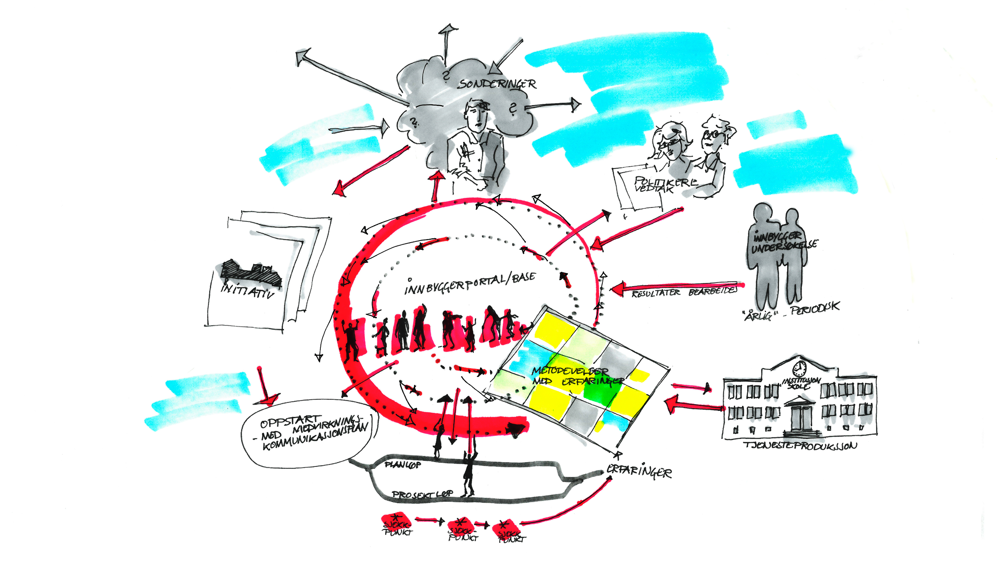 ?
SONDERINGER
?
?
POLITIKERE
VEDTAK
INNBYGGER
UNDERSØKELSE
"ÅRLIG" - PERIODISK
RESULTATER BEARBEIDES
INITIATIV
INNBYGGERPORTAL/BASE
METODEVELGER
MED ERFARINGER
"INSTITUSJON
SKOLE
TJENESTEPRODUKSJON
OPPSTART
- MED MEDVIRKNINGS-
KOMMUNIKASJONSPLAN
PLANLØP
PROSEKTLØP
ERFARINGER
SJEKK-
PUNKT
SJEKK-
PUNKT
SJEKK
PUNKT